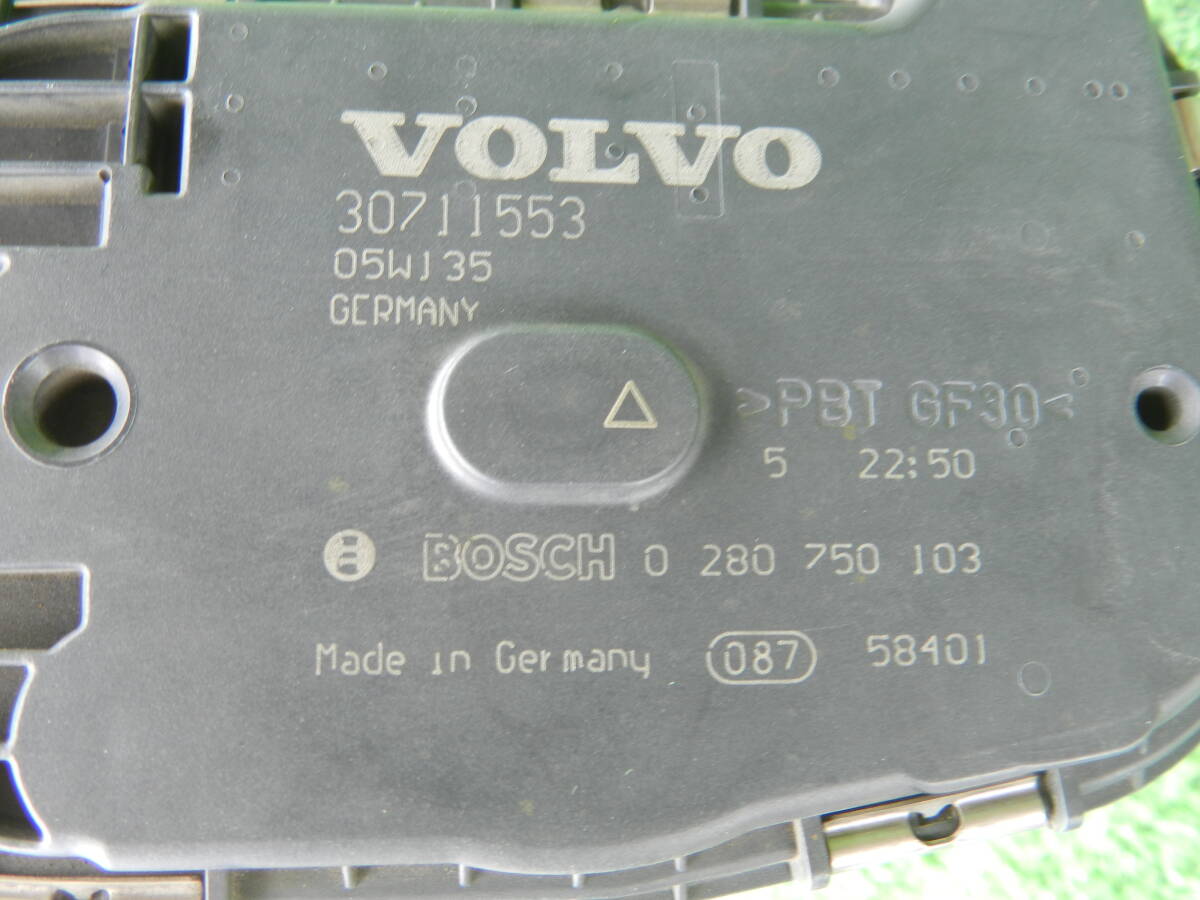 VOLVO
30711553
05W135
GERMANY
>PBT GF30<
5 22:50
BOSCH 0 280 750 103
Made in Germany 087 58401